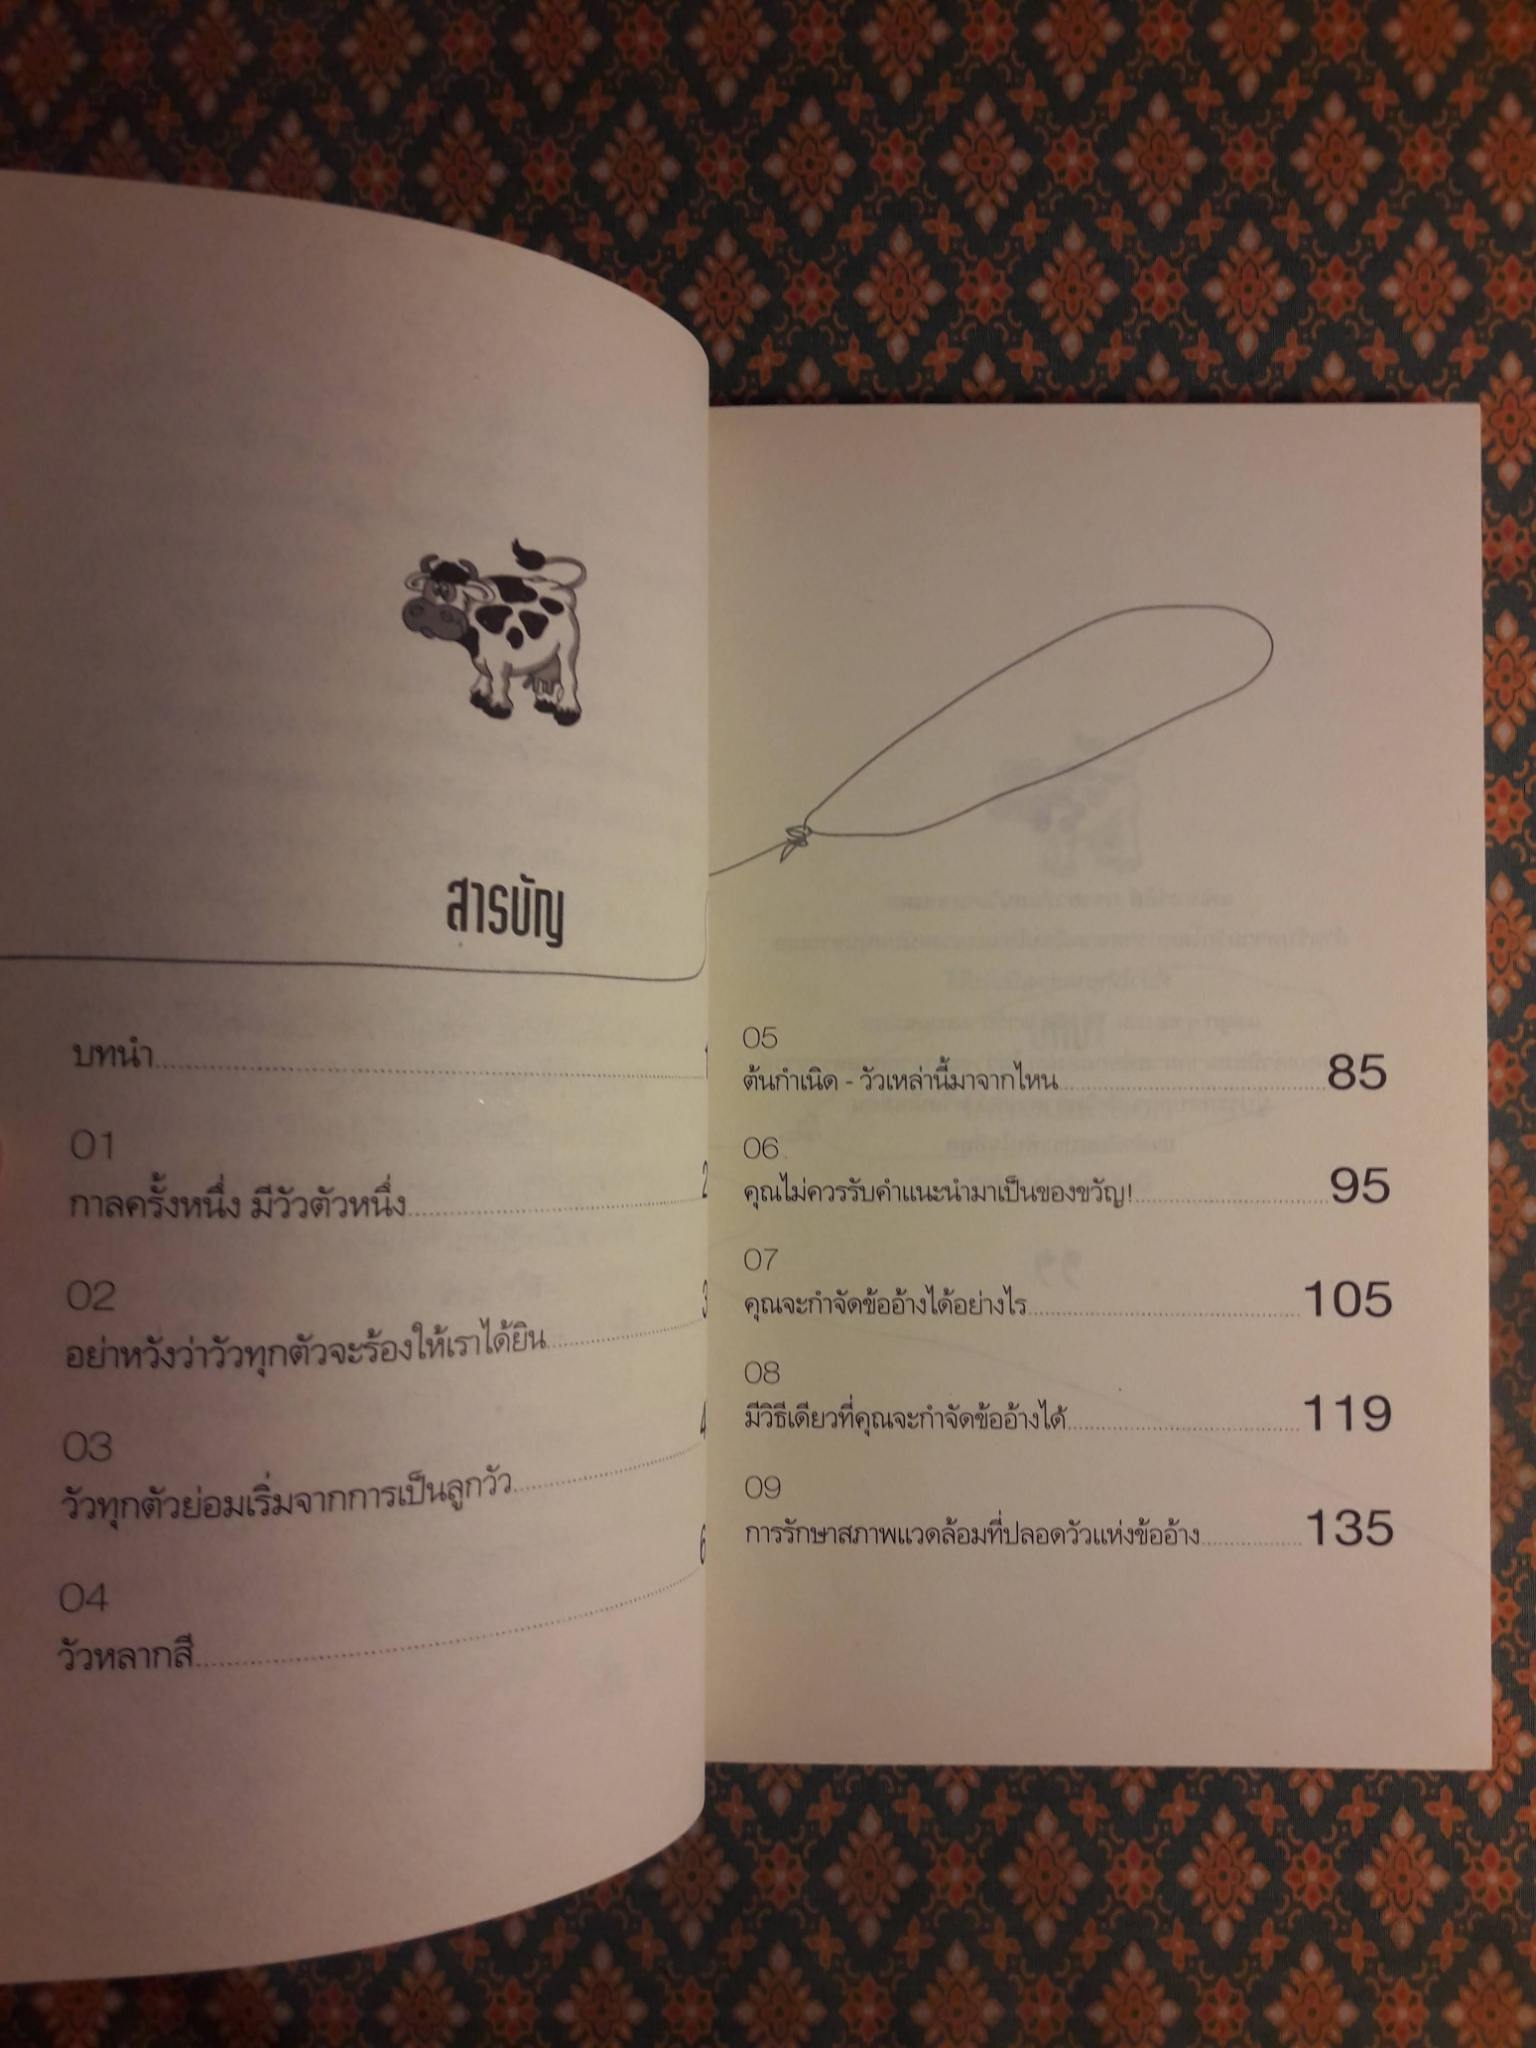 สารบัญ
บทนำ
01
กาลครั้งหนึ่ง มีวัวตัวหนึ่ง
02
อย่าหวังว่าวัวทุกตัวจะร้องให้เราได้ยิน
03
วัวทุกตัวย่อมเริ่มจากการเป็นลูกวัว
04
วัวหลากสี
05
ต้นกำเนิด - วัวเหล่านี้มาจากไหน 85
06
คุณไม่ควรรับคำแนะนำมาเป็นของขวัญ! 95
07
คุณจะกำจัดข้ออ้างได้อย่างไร 105
08
มีวิธีเดียวที่คุณจะกำจัดข้ออ้างได้ 119
09
การรักษาสภาพแวดล้อมที่ปลอดวัวแห่งข้ออ้าง 135